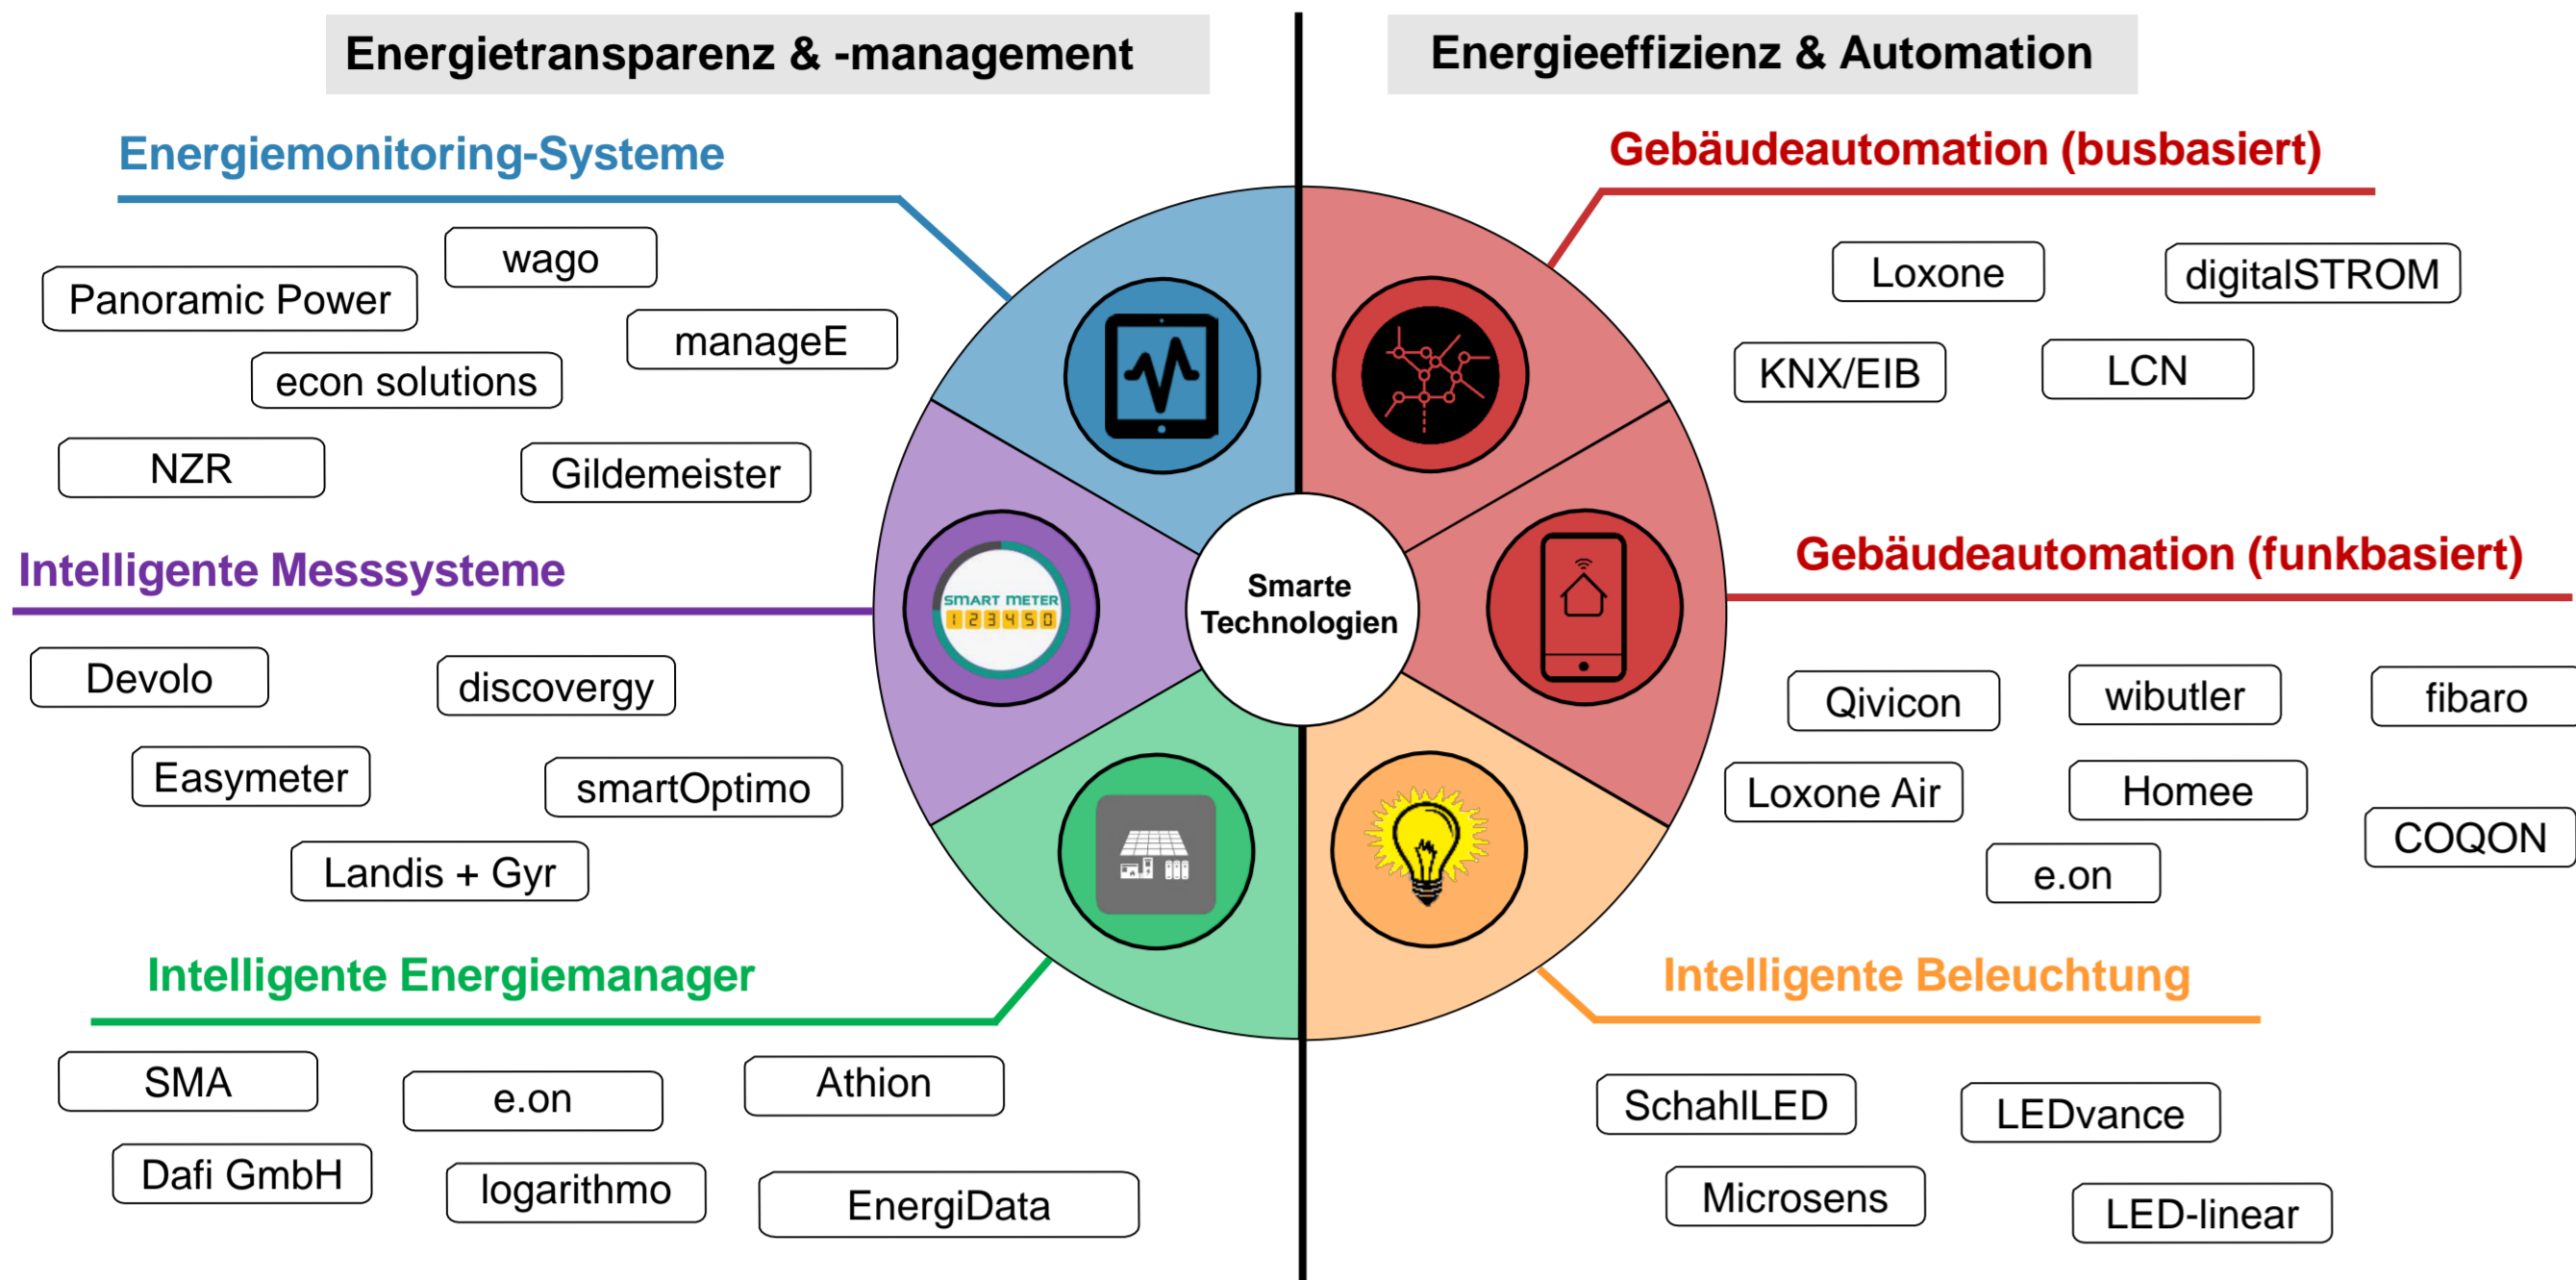 Energietransparenz & -management
Energieeffizienz & Automation
Energiemonitoring-Systeme
wago
Panoramic Power
manageE
econ solutions
NZR
Gildemeister
Intelligente Messsysteme
Devolo
discovergy
Easymeter
smartOptimo
Landis + Gyr
Intelligente Energiemanager
SMA
e.on
Athion
Dafi GmbH
logarithmo
EnergiData
SMART METER
123450
Smarte
Technologien
Gebäudeautomation (busbasiert)
Loxone
digitalSTROM
KNX/EIB
LCN
Gebäudeautomation (funkbasiert)
Qivicon
wibutler
fibaro
Loxone Air
Homee
COQON
e.on
Intelligente Beleuchtung
SchahlLED
LEDvance
Microsens
LED-linear